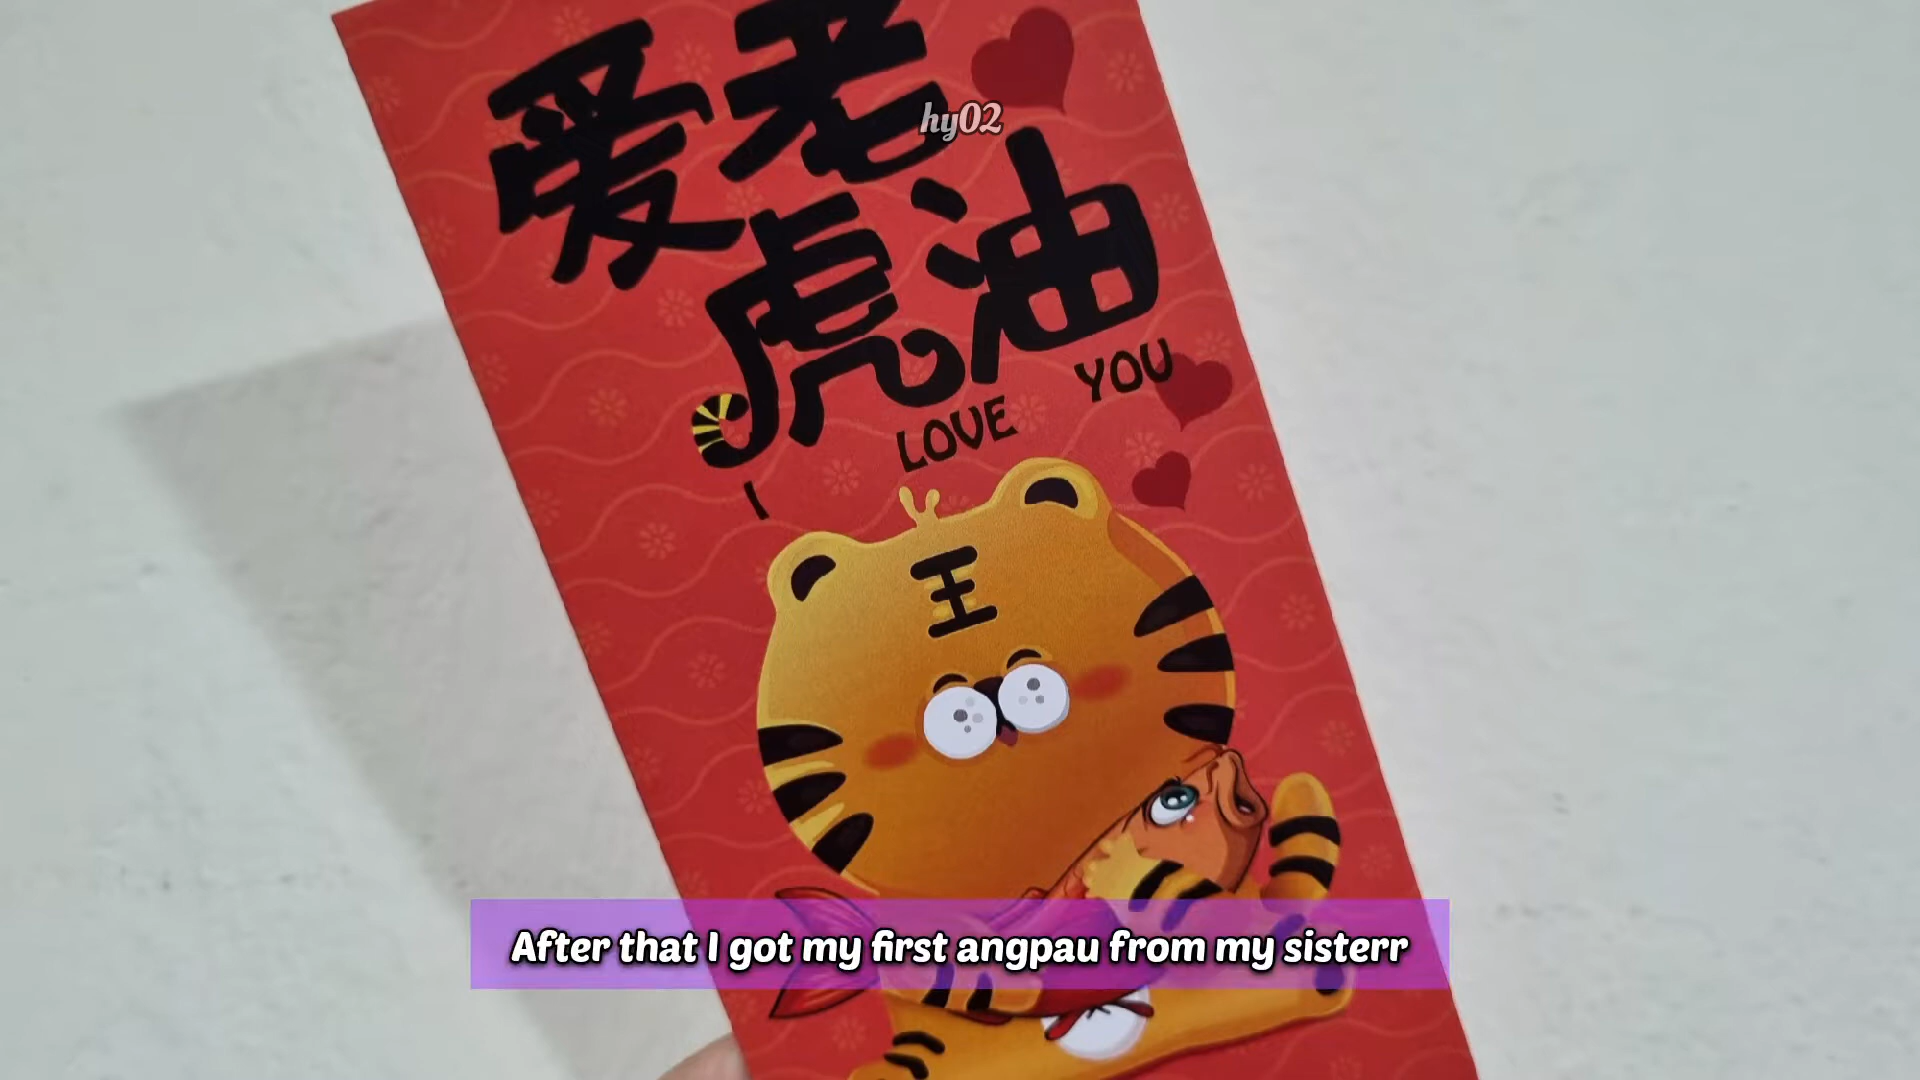 爱老
虎油
hy02
I LOVE YOU
王
After that I got my first angpau from my sisterr